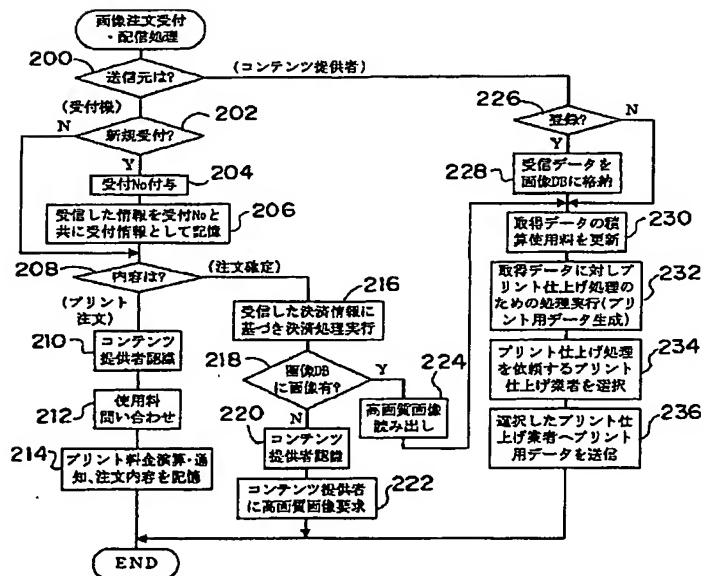 画像注文受付
・配信処理
200
送信元は?
(コンテンツ提供者)
(受付機)
202
N
新規受付?
Y
受付No付与
204
受信した情報を受付Noと
共に受付情報として記憶
206
208
内容は?
(注文確定)
(プリント
注文)
210
コンテンツ
提供者認識
212
使用料
問い合わせ
214
プリント料金演算・通
知、注文内容を記憶
216
受信した決済情報に
基づき決済処理実行
218
画像DB
に画像有?
Y
N
224
高画質画像
読み出し
220
コンテンツ
提供者認識
コンテンツ提供者
に高画質画像要求
222
226
登録?
N
Y
228
受信データを
画像DBに格納
取得データの積
算使用料を更新
230
取得データに対しプ
リント仕上げ処理の
ための処理実行(プリ
ント用データ生成)
232
プリント仕上げ処理
を依頼するプリント
仕上げ業者を選択
234
選択したプリント仕
上げ業者へプリント
用データを送信
236
END